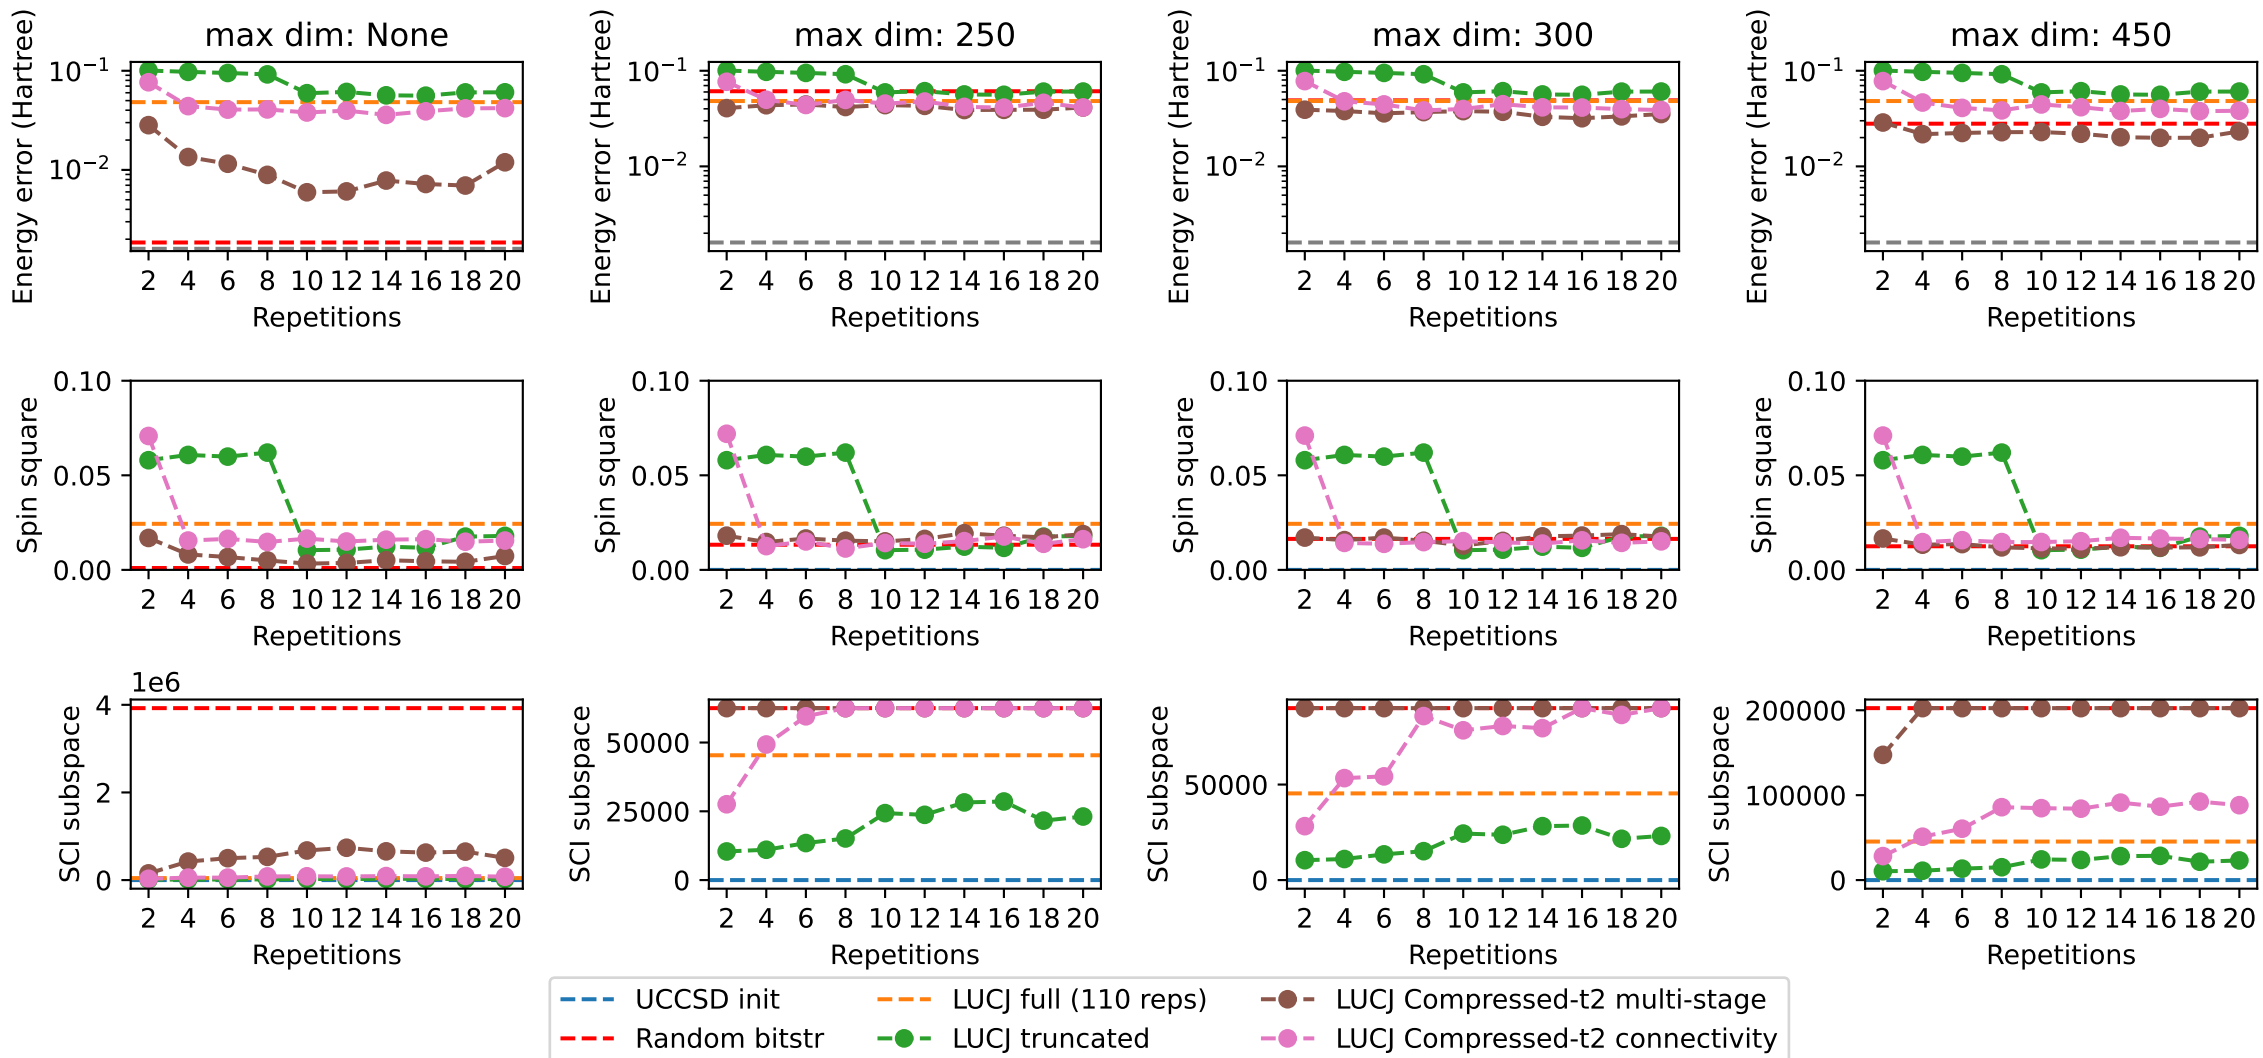 max dim: None
max dim: 250
max dim: 300
max dim: 450
Energy error (Hartree)
10⁻¹
10⁻²
2 4 6 8 10 12 14 16 18 20
Repetitions
Energy error (Hartree)
10⁻¹
10⁻²
2 4 6 8 10 12 14 16 18 20
Repetitions
Energy error (Hartree)
10⁻¹
10⁻²
2 4 6 8 10 12 14 16 18 20
Repetitions
Energy error (Hartree)
10⁻¹
10⁻²
2 4 6 8 10 12 14 16 18 20
Repetitions
Spin square
0.10
0.05
0.00
2 4 6 8 10 12 14 16 18 20
Repetitions
Spin square
0.10
0.05
0.00
2 4 6 8 10 12 14 16 18 20
Repetitions
Spin square
0.10
0.05
0.00
2 4 6 8 10 12 14 16 18 20
Repetitions
Spin square
0.10
0.05
0.00
2 4 6 8 10 12 14 16 18 20
Repetitions
1e6
SCI subspace
4
2
0
2 4 6 8 10 12 14 16 18 20
Repetitions
SCI subspace
50000
25000
0
2 4 6 8 10 12 14 16 18 20
Repetitions
SCI subspace
50000
0
2 4 6 8 10 12 14 16 18 20
Repetitions
SCI subspace
200000
100000
0
2 4 6 8 10 12 14 16 18 20
Repetitions
UCCSD init
Random bitstr
LUCJ full (110 reps)
LUCJ truncated
LUCJ Compressed-t2 multi-stage
LUCJ Compressed-t2 connectivity